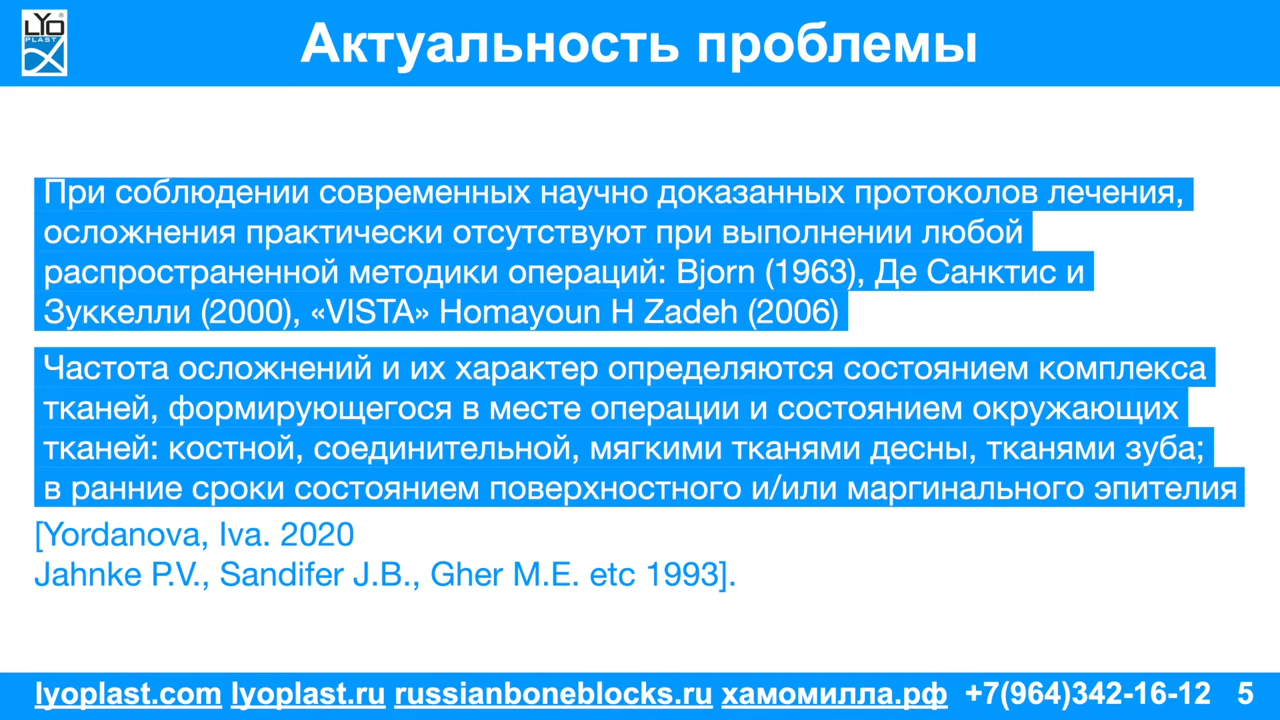 LYO
PLAST
Актуальность проблемы
При соблюдении современных научно доказанных протоколов лечения,
осложнения практически отсутствуют при выполнении любой
распространенной методики операций: Bjorn (1963), Де Санктис и
Зуккелли (2000), «VISTA» Homayoun H Zadeh (2006)
Частота осложнений и их характер определяются состоянием комплекса
тканей, формирующегося в месте операции и состоянием окружающих
тканей: костной, соединительной, мягкими тканями десны, тканями зуба;
в ранние сроки состоянием поверхностного и/или маргинального эпителия
[Yordanova, Iva. 2020
Jahnke P.V., Sandifer J.B., Gher M.E. etc 1993].
lyoplast.com lyoplast.ru russianboneblocks.ru хамомилла.рф +7(964)342-16-12 5